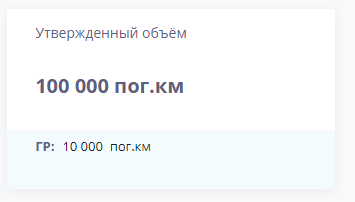 Утвержденный объём
100 000 пог.км
ГР: 10 000 пог.км